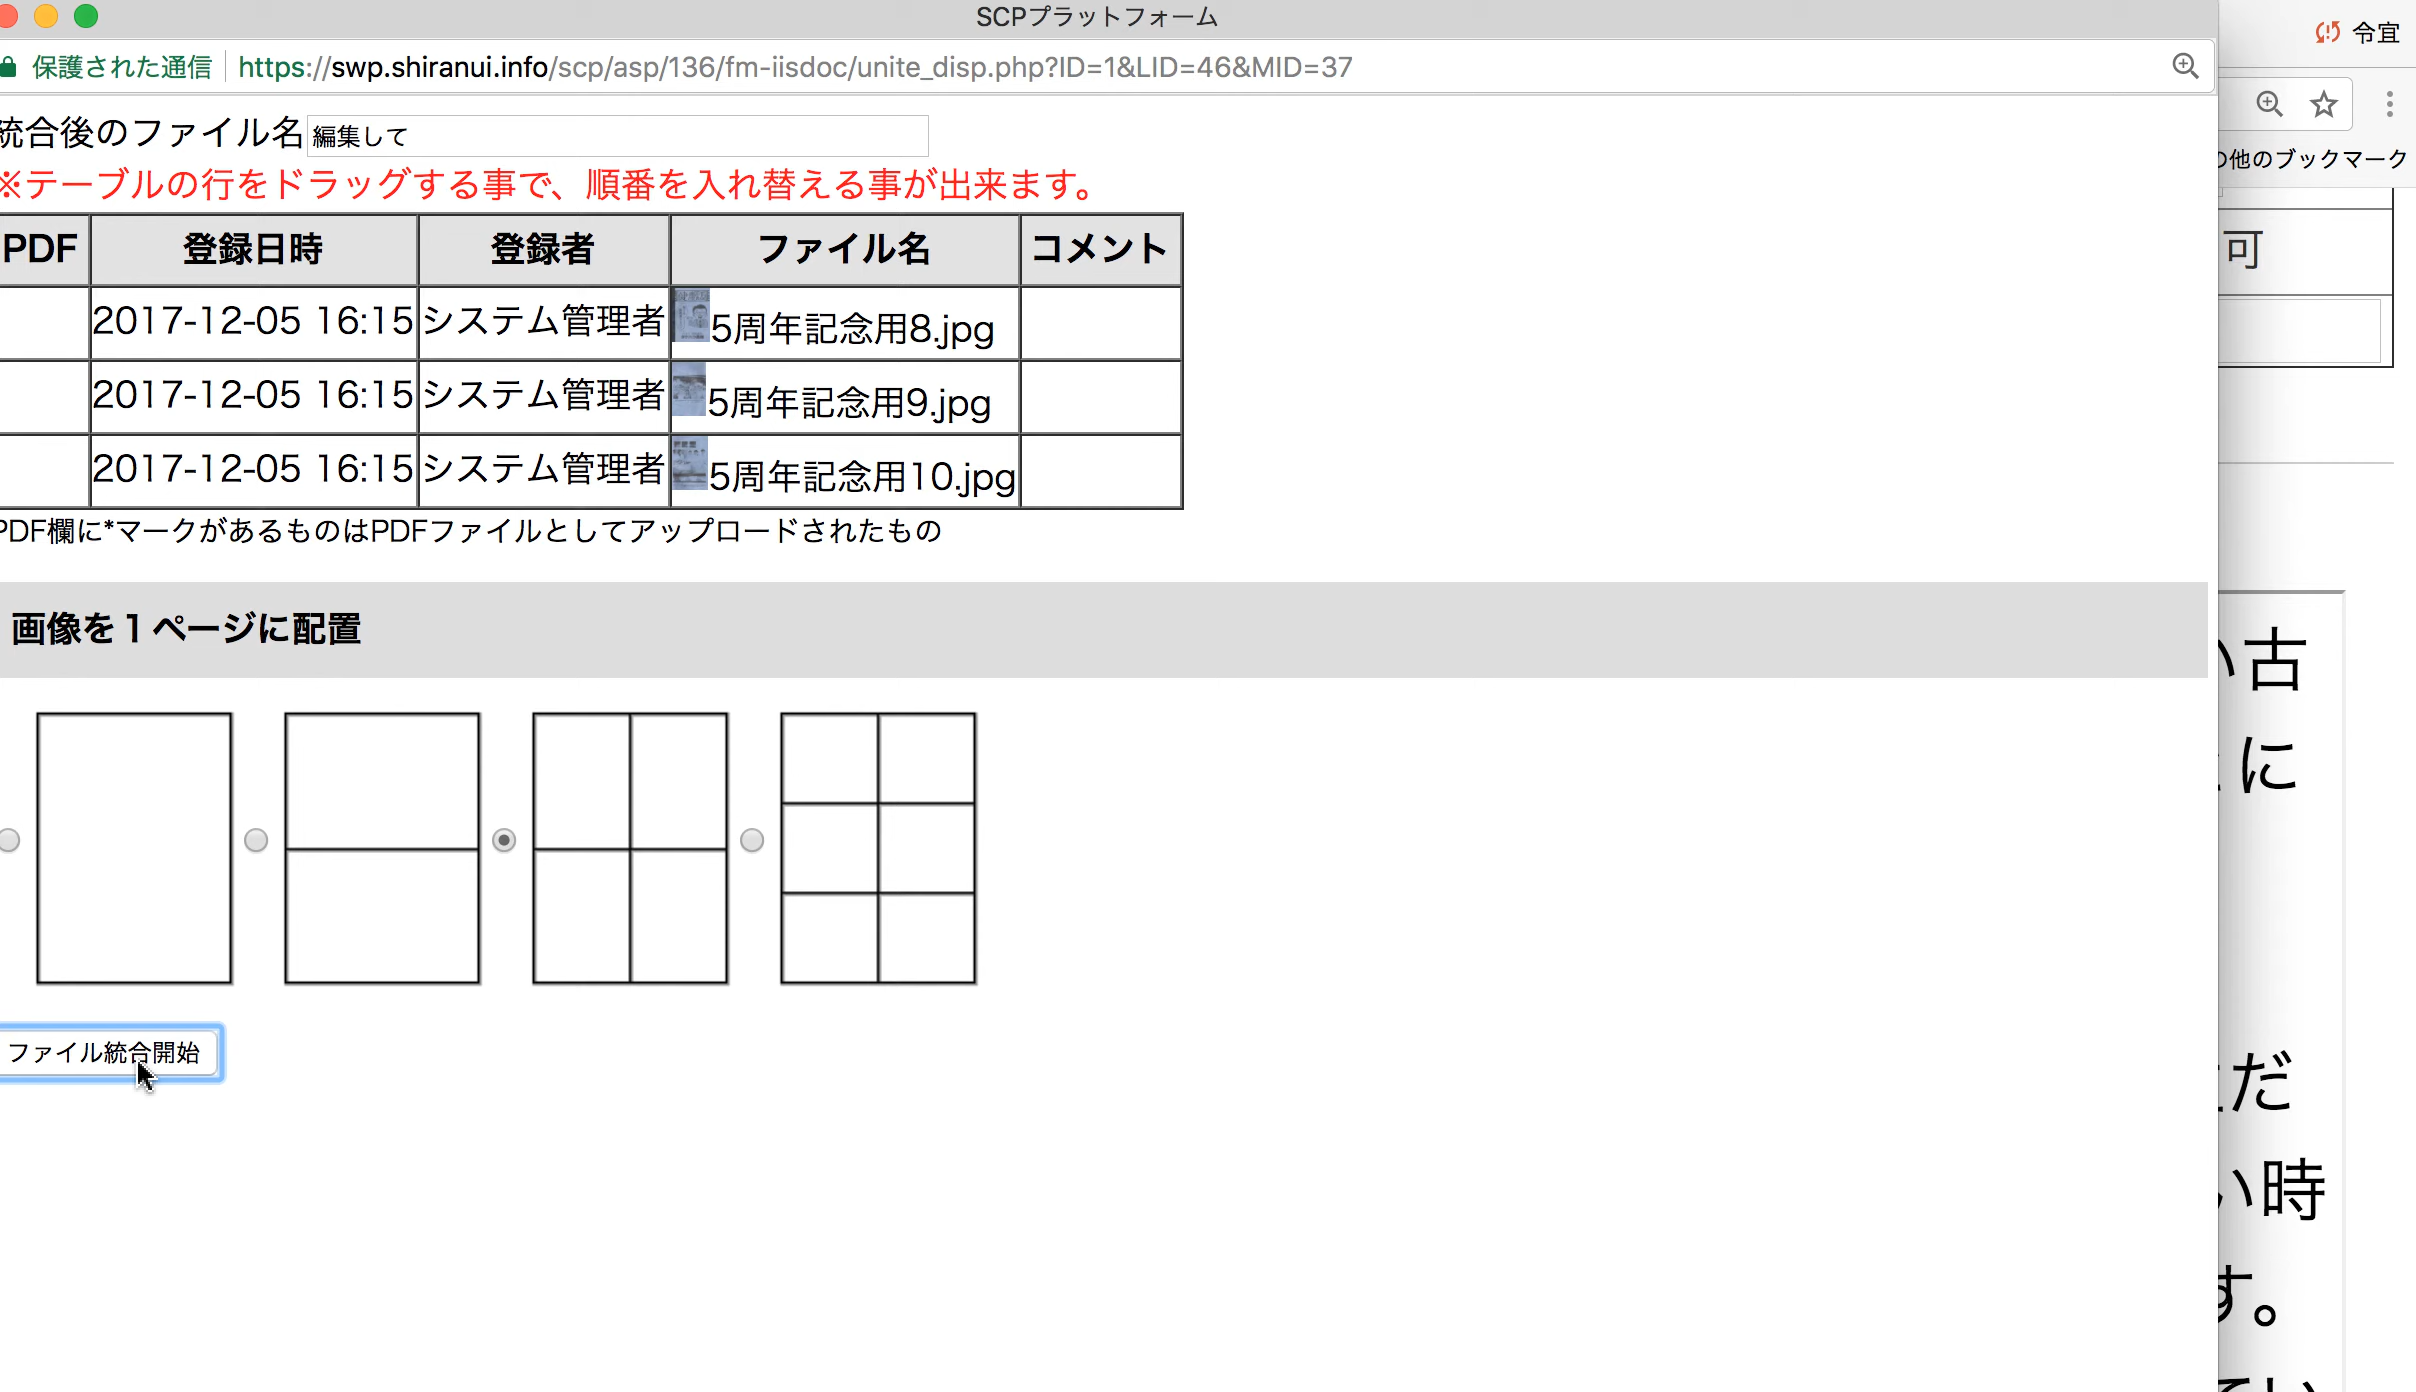 SCPプラットフォーム
令宜
保護された通信 https://swp.shiranui.info/scp/asp/136/fm-iisdoc/unite_disp.php?ID=1&LID=46&MID=37
の他のブックマーク
統合後のファイル名 編集して
※テーブルの行をドラッグする事で、順番を入れ替える事が出来ます。
PDF 登録日時 登録者 ファイル名 コメント
可
2017-12-05 16:15 システム管理者 5周年記念用8.jpg
2017-12-05 16:15 システム管理者 5周年記念用9.jpg
2017-12-05 16:15 システム管理者 5周年記念用10.jpg
PDF欄に*マークがあるものはPDFファイルとしてアップロードされたもの
画像を１ページに配置
い古
に
だ
い時
す。
ファイル統合開始